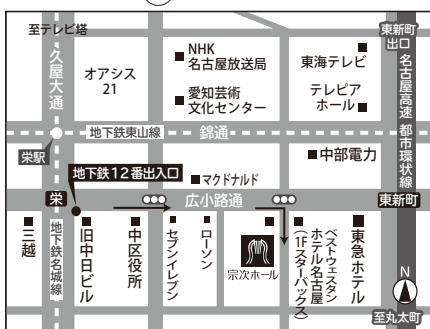 至テレビ塔
久屋大通
オアシス
21
NHK
名古屋放送局
愛知芸術
文化センター
東海テレビ
テレピア
ホール
東新町
出口
名古屋高速
都市環状線
地下鉄東山線
錦通
栄駅
中部電力
地下鉄12番出入口
マクドナルド
栄
広小路通
東新町
三越
地下鉄名城線
旧中日ビル
中区役所
セブンイレブン
ローソン
宗次ホール
ベストウェスタン
ホテル名古屋
(1Fスターバックス)
東急ホテル
N
至丸太町